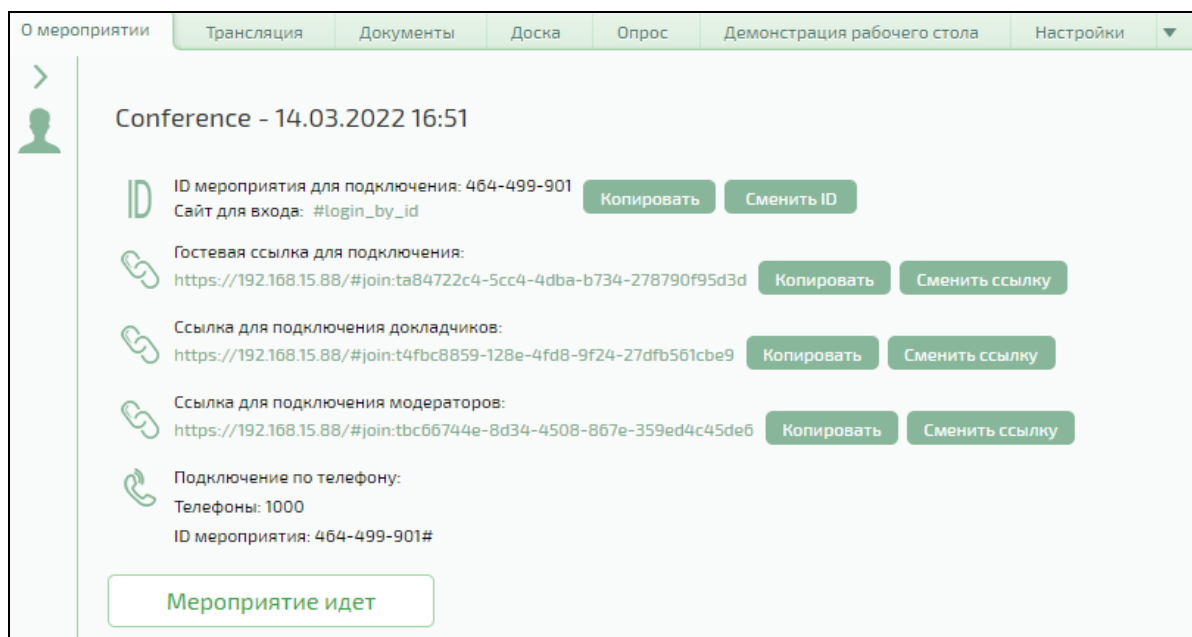 О мероприятии Трансляция Документы Доска Опрос Демонстрация рабочего стола Настройки
Conference - 14.03.2022 16:51
ID
ID мероприятия для подключения: 464-499-901 Копировать Сменить ID
Сайт для входа: #login_by_id
Гостевая ссылка для подключения:
https://192.168.15.88/#join:ta84722c4-5cc4-4dba-b734-278790f95d3d Копировать Сменить ссылку
Ссылка для подключения докладчиков:
https://192.168.15.88/#join:t4fbc8859-128e-4fd8-9f24-27dfb561cbe9 Копировать Сменить ссылку
Ссылка для подключения модераторов:
https://192.168.15.88/#join:tbc66744e-8d34-4508-867e-359ed4c45de6 Копировать Сменить ссылку
Подключение по телефону:
Телефоны: 1000
ID мероприятия: 464-499-901#
Мероприятие идет